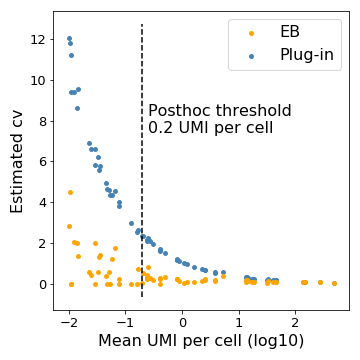 EB
Plug-in
Posthoc threshold
0.2 UMI per cell
Estimated cv
12
10
8
6
4
2
0
−2
−1
0
1
2
Mean UMI per cell (log10)